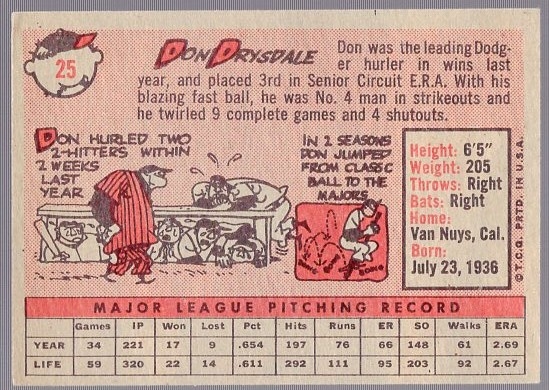 25
DON DRYSDALE
Don was the leading Dodg-
er hurler in wins last
year, and placed 3rd in Senior Circuit E.R.A. With his
blazing fast ball, he was No. 4 man in strikeouts and
he twirled 9 complete games and 4 shutouts.
DON HURLED TWO
2-HITTERS WITHIN
2 WEEKS
LAST
YEAR
IN 2 SEASONS
DON JUMPED
FROM CLASS C
BALL TO THE
MAJORS
Height: 6'5"
Weight: 205
Throws: Right
Bats: Right
Home:
Van Nuys, Cal.
Born:
July 23, 1936
© T.C.G. PRTD. IN U.S.A.
MAJOR LEAGUE PITCHING RECORD
Games IP Won Lost Pct Hits Runs ER SO Walks ERA
YEAR 34 221 17 9 .654 197 76 66 148 61 2.69
LIFE 59 320 22 14 .611 292 111 95 203 92 2.67